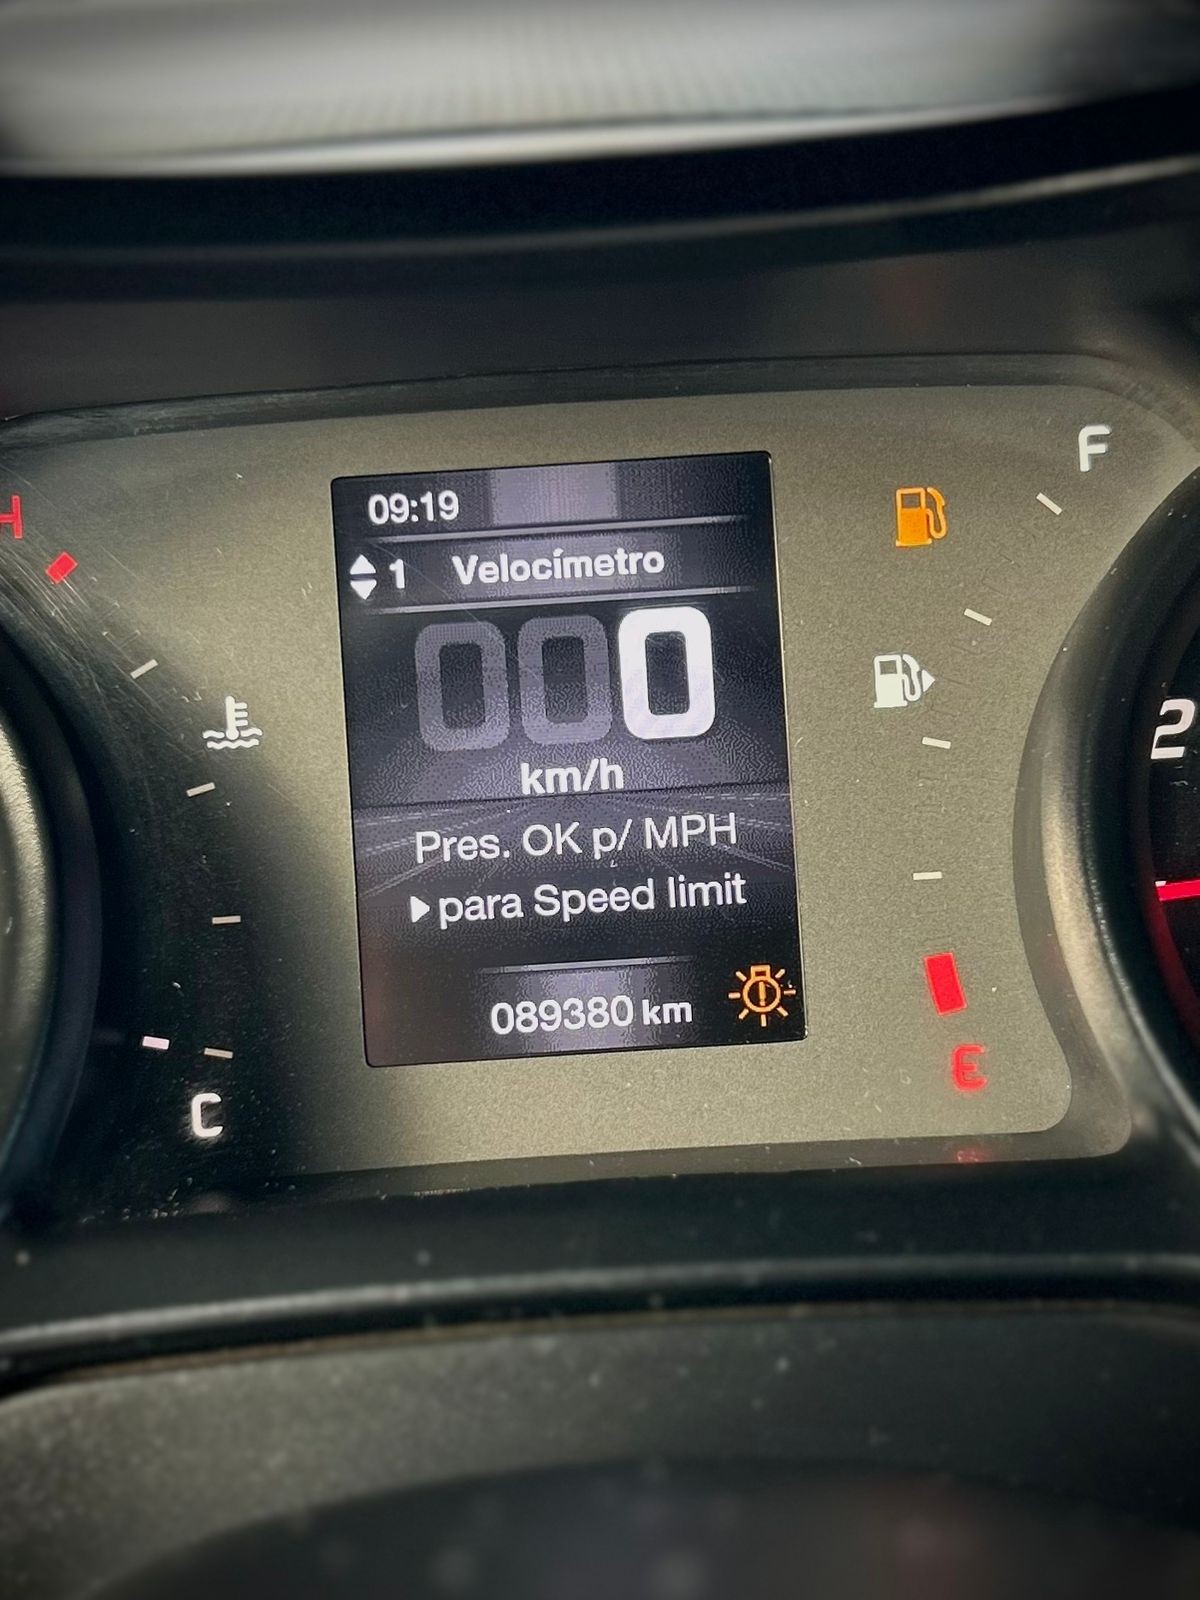 09:19
1 Velocímetro
000
km/h
Pres. OK p/ MPH
para Speed limit
089380 km
H
C
F
E
2